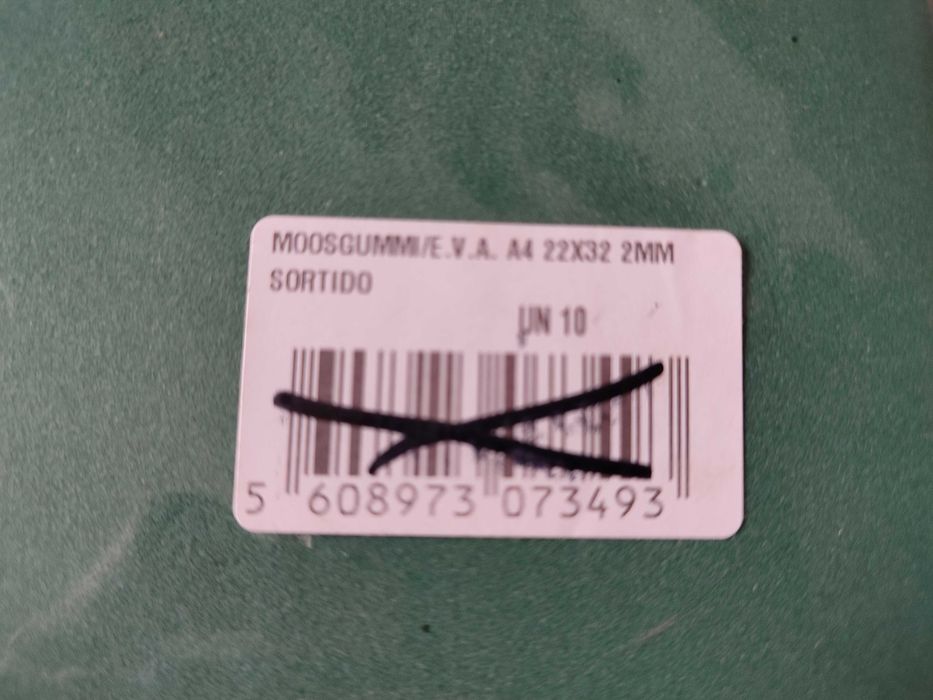 MOOSGUMMI/E.V.A. A4 22X32 2MM
SORTIDO
UN 10
5 608973 073493